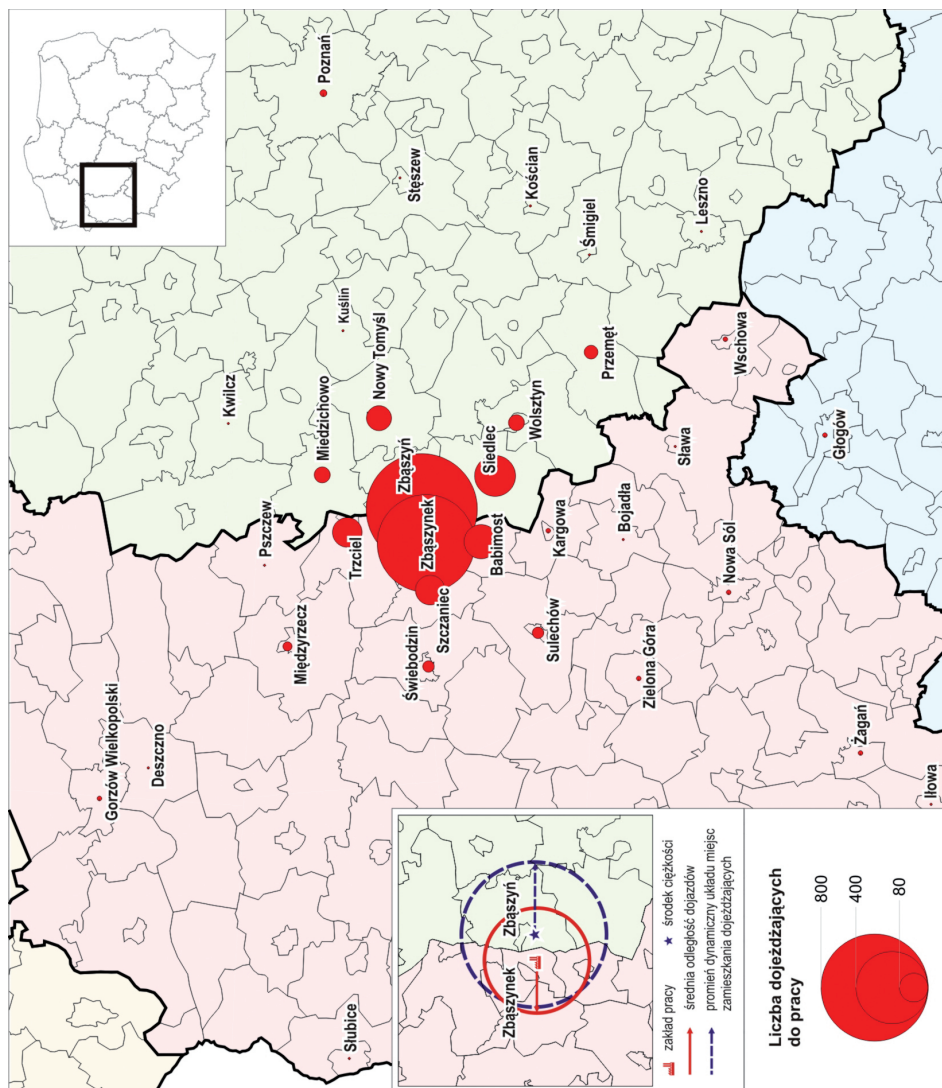 Poznań
Stęszew
Kościan
Śmigiel
Leszno
Kuślin
Kwilcz
Nowy Tomyśl
Miedzichowo
Przemęt
Wschowa
Wolsztyn
Siedlec
Zbąszyń
Zbąszynek
Babimost
Trzciel
Pszczew
Sława
Głogów
Kargowa
Bojadła
Nowa Sól
Szczaniec
Świebodzin
Międzyrzecz
Sulechów
Zielona Góra
Żagań
Iłowa
Gorzów Wielkopolski
Deszczno
Słubice
Zbąszynek
Zbąszyń
zakład pracy
środek ciężkości
średnia odległość dojazdów
promień dynamiczny układu miejsc
zamieszkania dojeżdżających
Liczba dojeżdżających
do pracy
800
400
80